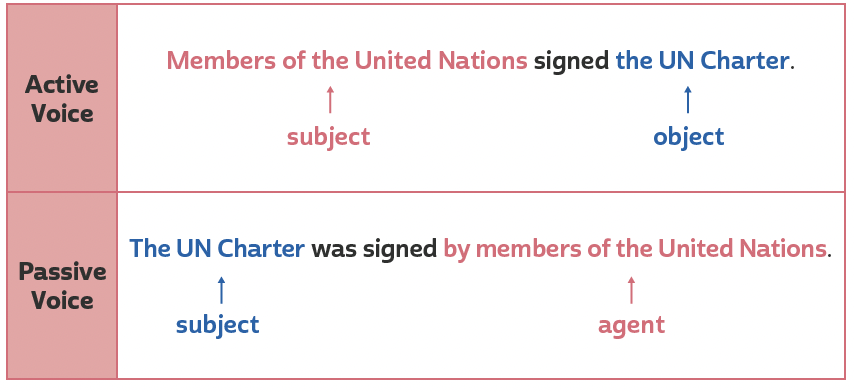 Active
Voice
Members of the United Nations signed the UN Charter.
subject
object
Passive
Voice
The UN Charter was signed by members of the United Nations.
subject
agent